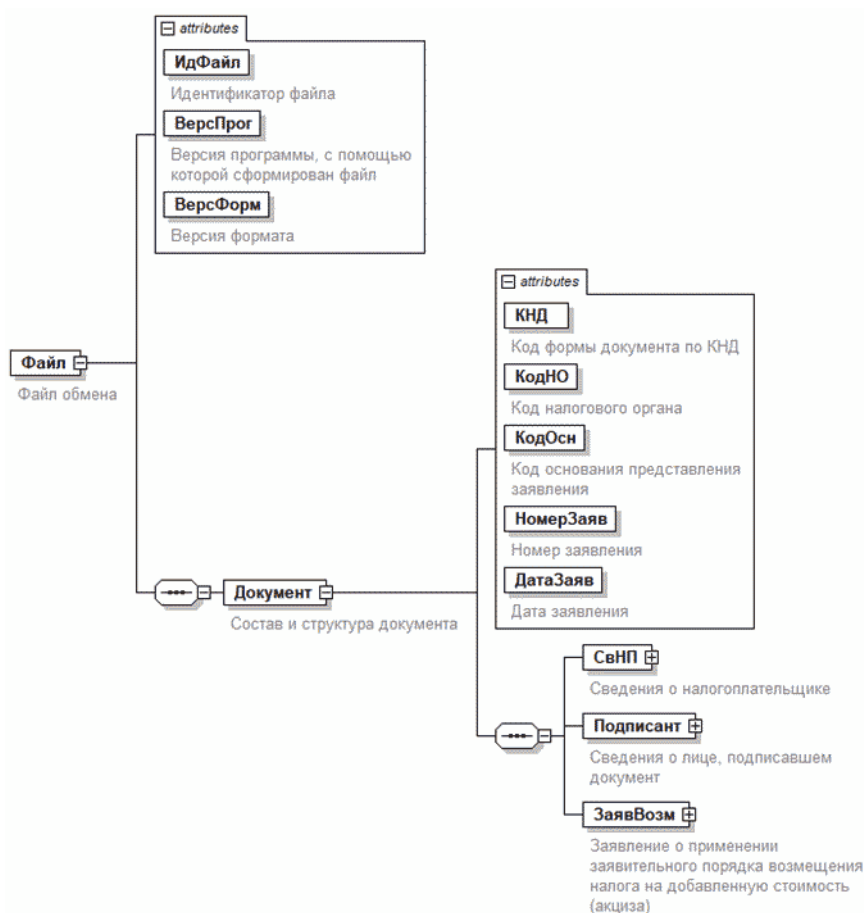 attributes
ИдФайл
Идентификатор файла
ВерсПрог
Версия программы, с помощью
которой сформирован файл
ВерсФорм
Версия формата
Файл
Файл обмена
Документ
Состав и структура документа
attributes
КНД
Код формы документа по КНД
КодНО
Код налогового органа
КодОсн
Код основания представления
заявления
НомерЗаяв
Номер заявления
ДатаЗаяв
Дата заявления
СвНП
Сведения о налогоплательщике
Подписант
Сведения о лице, подписавшем
документ
ЗаявВозм
Заявление о применении
заявительного порядка возмещения
налога на добавленную стоимость
(акциза)